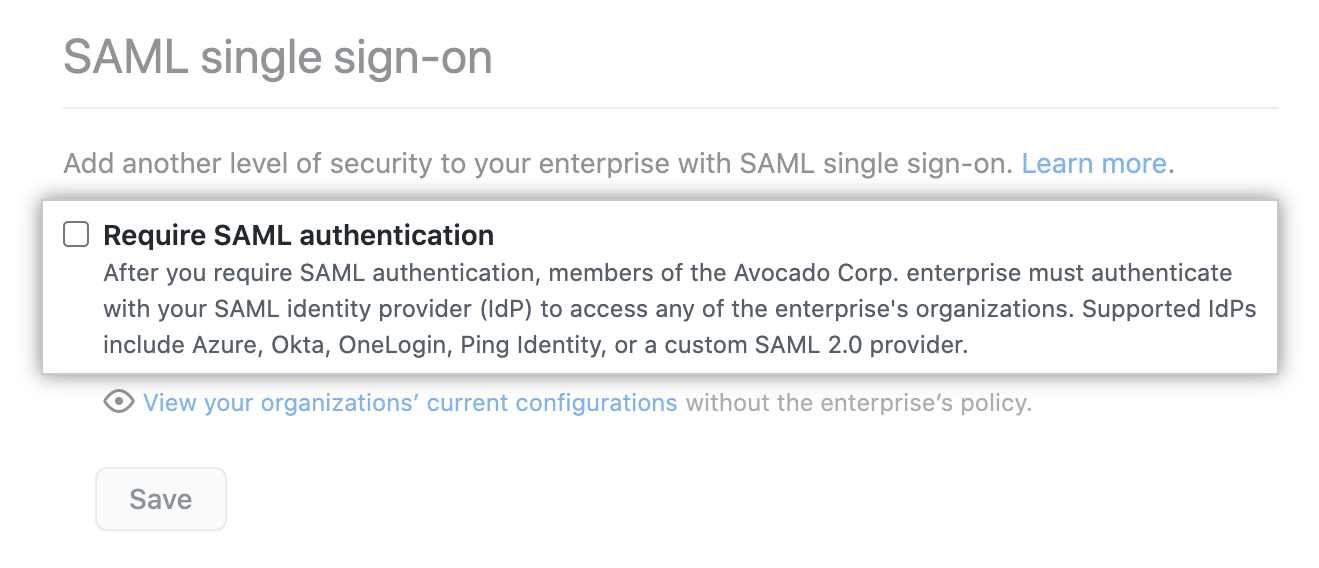 SAML single sign-on
Add another level of security to your enterprise with SAML single sign-on. Learn more.
Require SAML authentication
After you require SAML authentication, members of the Avocado Corp. enterprise must authenticate
with your SAML identity provider (IdP) to access any of the enterprise's organizations. Supported IdPs
include Azure, Okta, OneLogin, Ping Identity, or a custom SAML 2.0 provider.
View your organizations’ current configurations without the enterprise’s policy.
Save